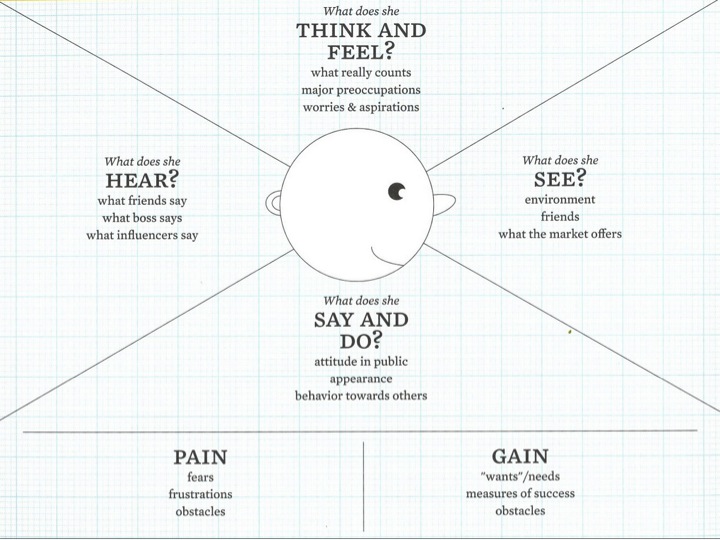 What does she
THINK AND
FEEL?
what really counts
major preoccupations
worries & aspirations
What does she
HEAR?
what friends say
what boss says
what influencers say
What does she
SEE?
environment
friends
what the market offers
What does she
SAY AND
DO?
attitude in public
appearance
behavior towards others
PAIN
fears
frustrations
obstacles
GAIN
"wants"/needs
measures of success
obstacles